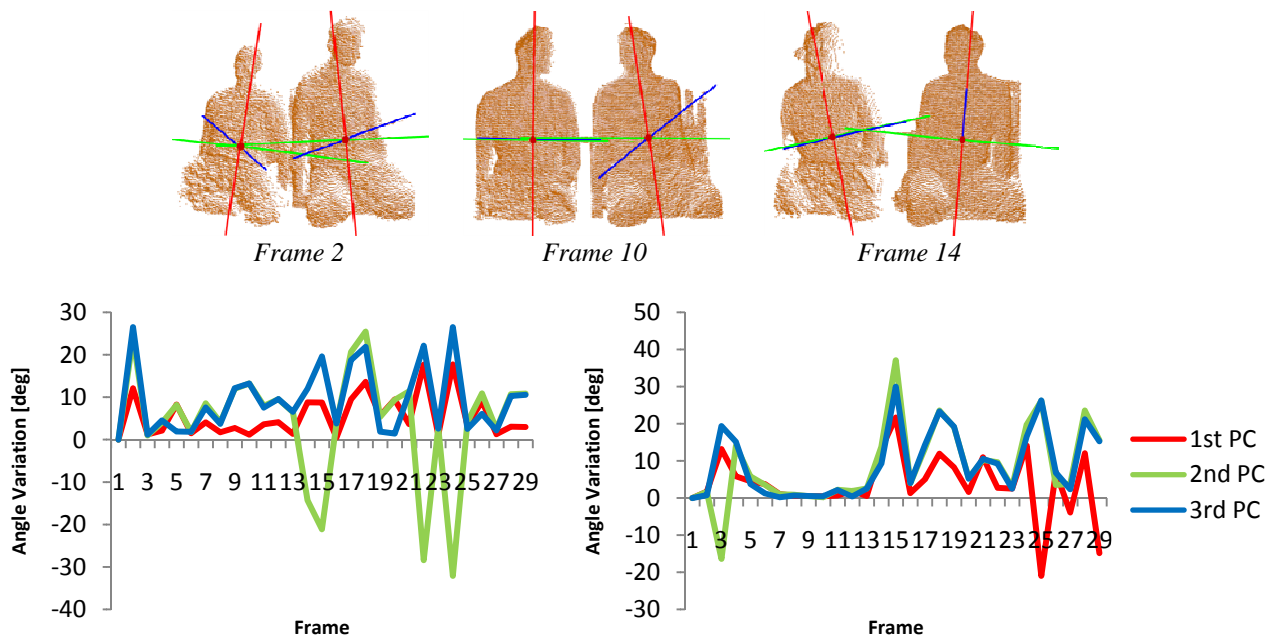 Frame 2
Frame 10
Frame 14
30
20
10
0
-10
-20
-30
-40
1 3 5 7 9 11 13 15 17 19 21 23 25 27 29
Angle Variation [deg]
Frame
50
40
30
20
10
0
-10
-20
-30
1 3 5 7 9 11 13 15 17 19 21 23 25 27 29
Angle Variation [deg]
Frame
1st PC
2nd PC
3rd PC